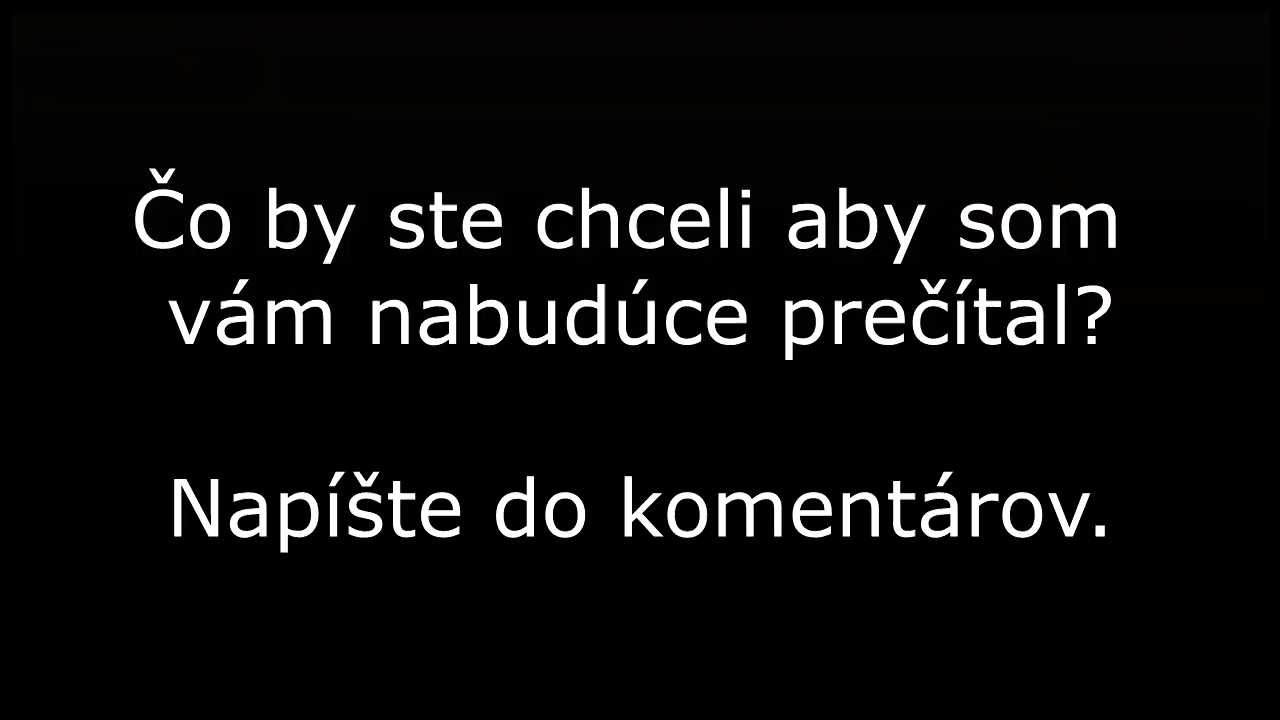 Čo by ste chceli aby som
vám nabudúce prečítal?
Napíšte do komentárov.